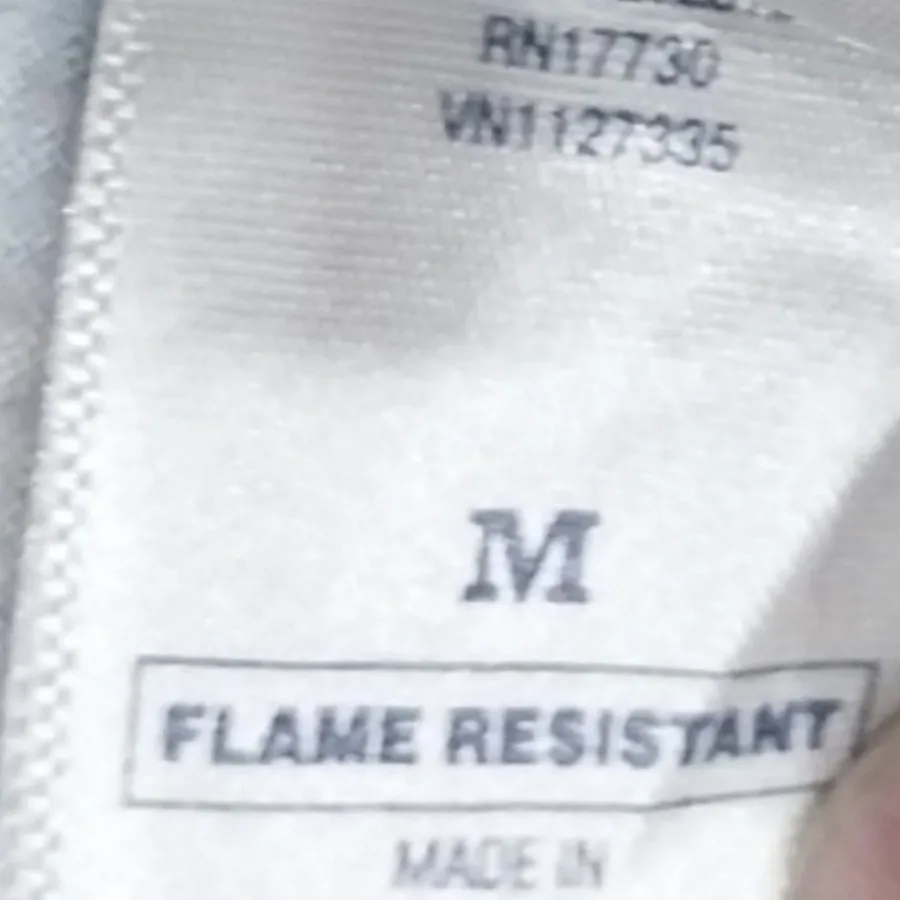 RN17730
VN1127335
M
FLAME RESISTANT
MADE IN